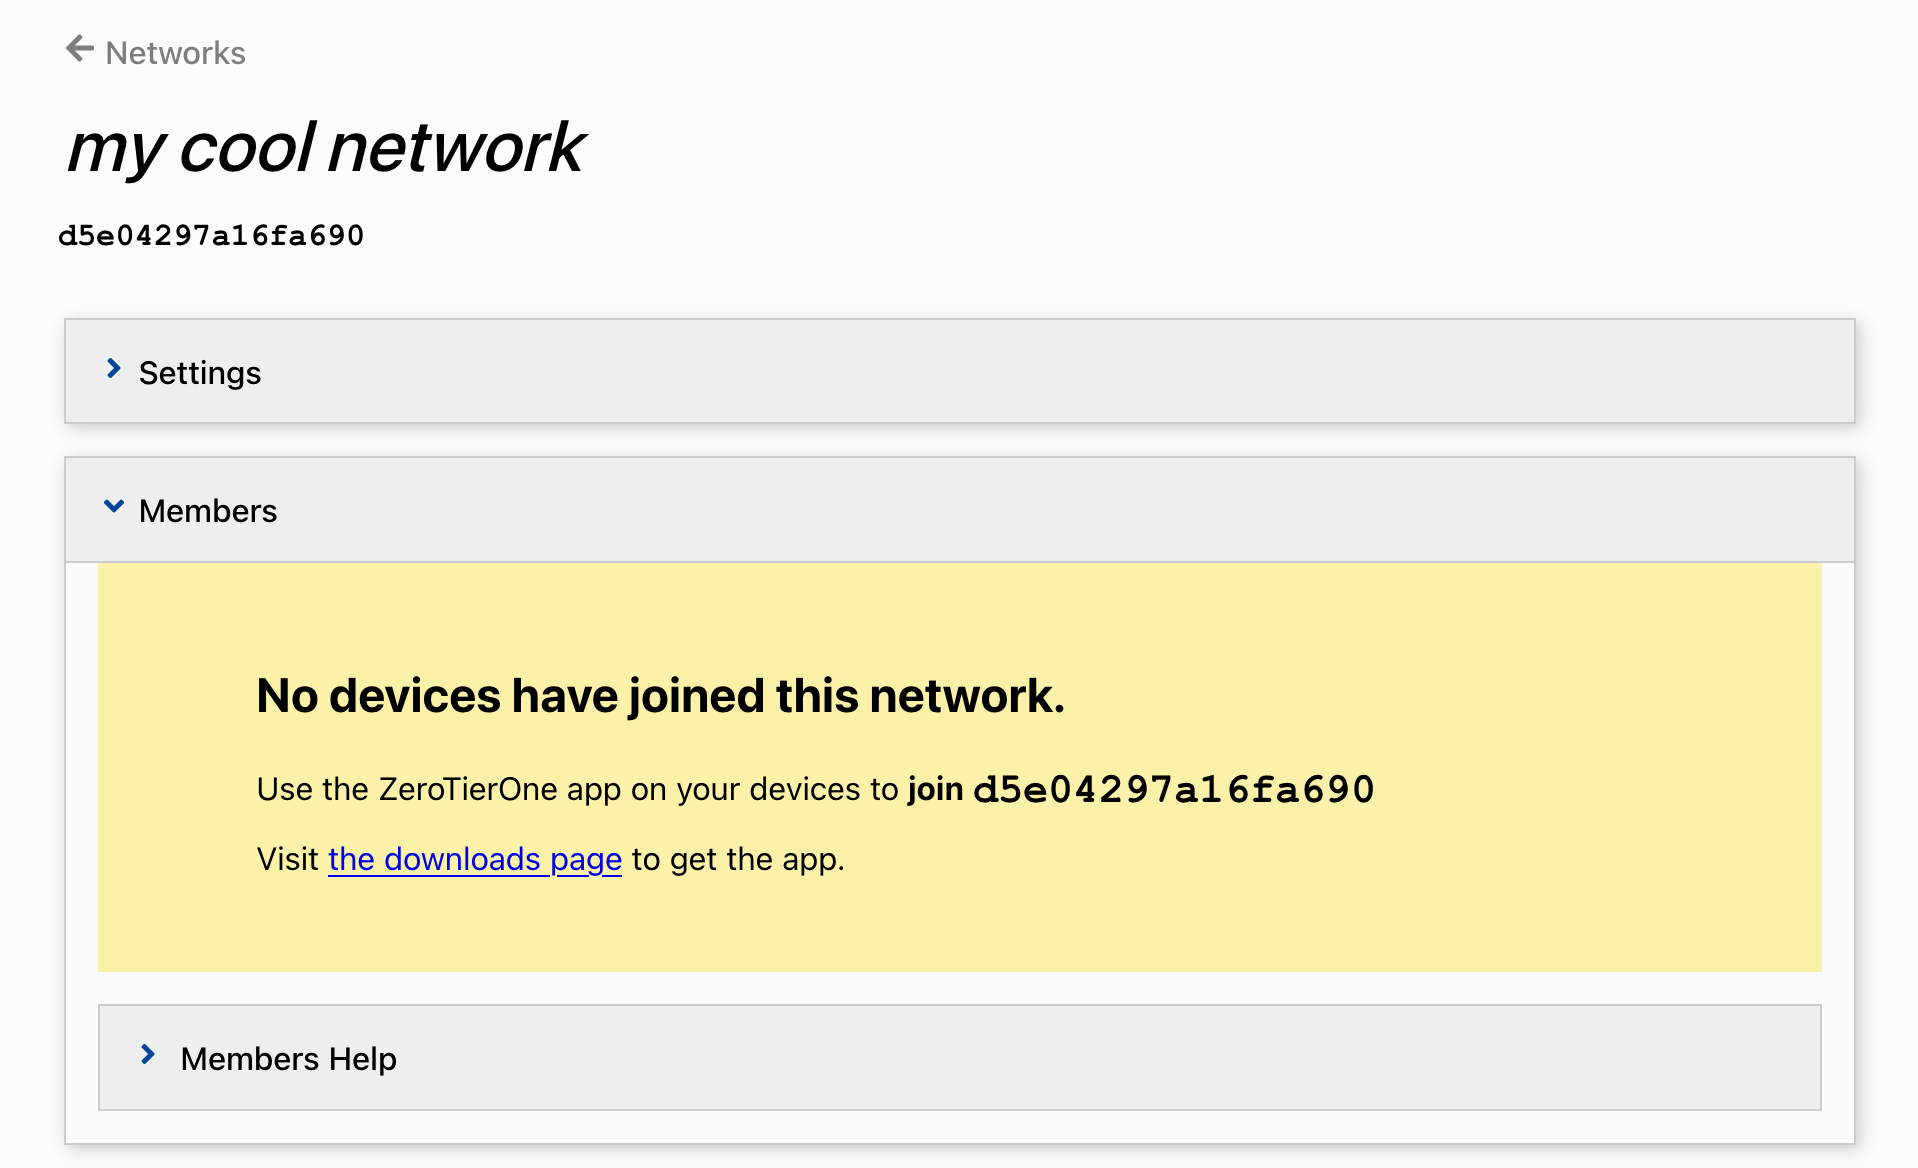 Networks
my cool network
d5e04297a16fa690
Settings
Members
No devices have joined this network.
Use the ZeroTierOne app on your devices to join d5e04297a16fa690
Visit the downloads page to get the app.
Members Help